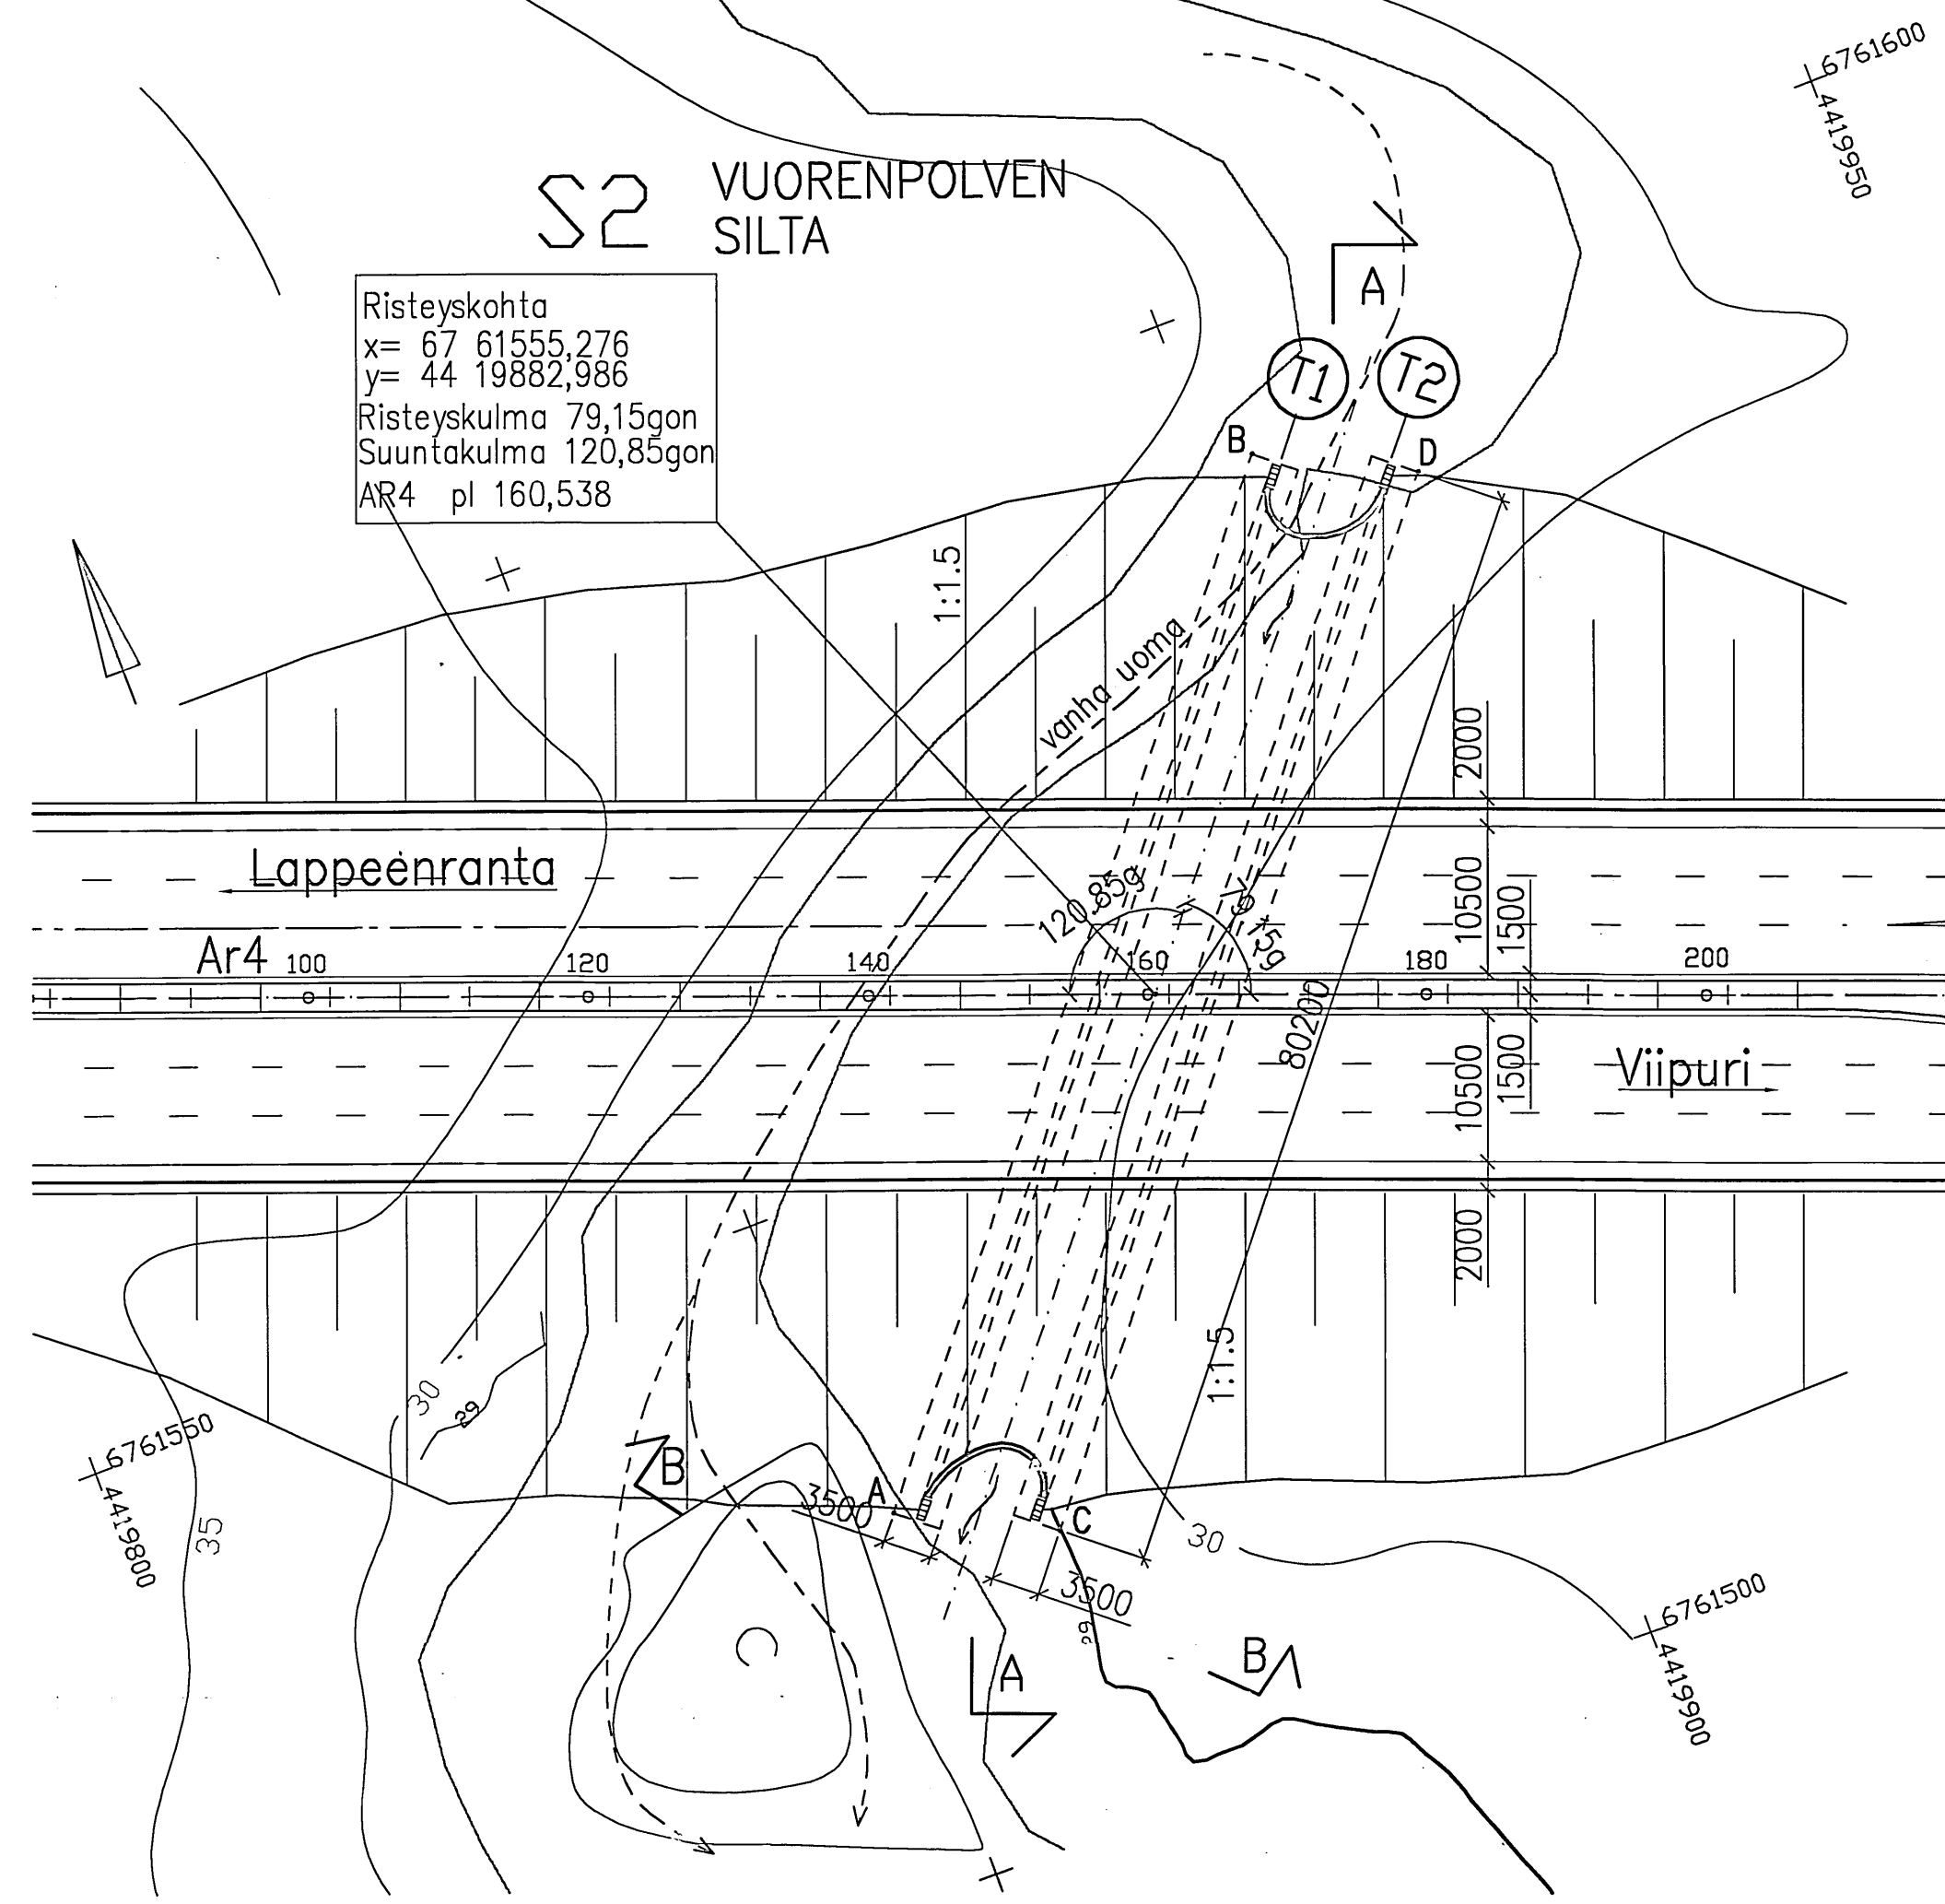 6761600
4419950
S2
VUORENPOLVEN
SILTA
A
Risteyskohta
x= 67 61555,276
y= 44 19882,986
Risteyskulma 79,15gon
Suuntakulma 120,85gon
AR4 pl 160,538
T1
T2
B
D
1:1.5
vanha uoma
2000
Lappeenranta
120.85g
79.15g
10500
1500
Ar4
100
120
140
160
180
200
80200
10500
1500
Viipuri
2000
1:1.5
30
29
6761550
4419800
35
B
3500
A
C
30
3500
29
6761500
4419900
A
B